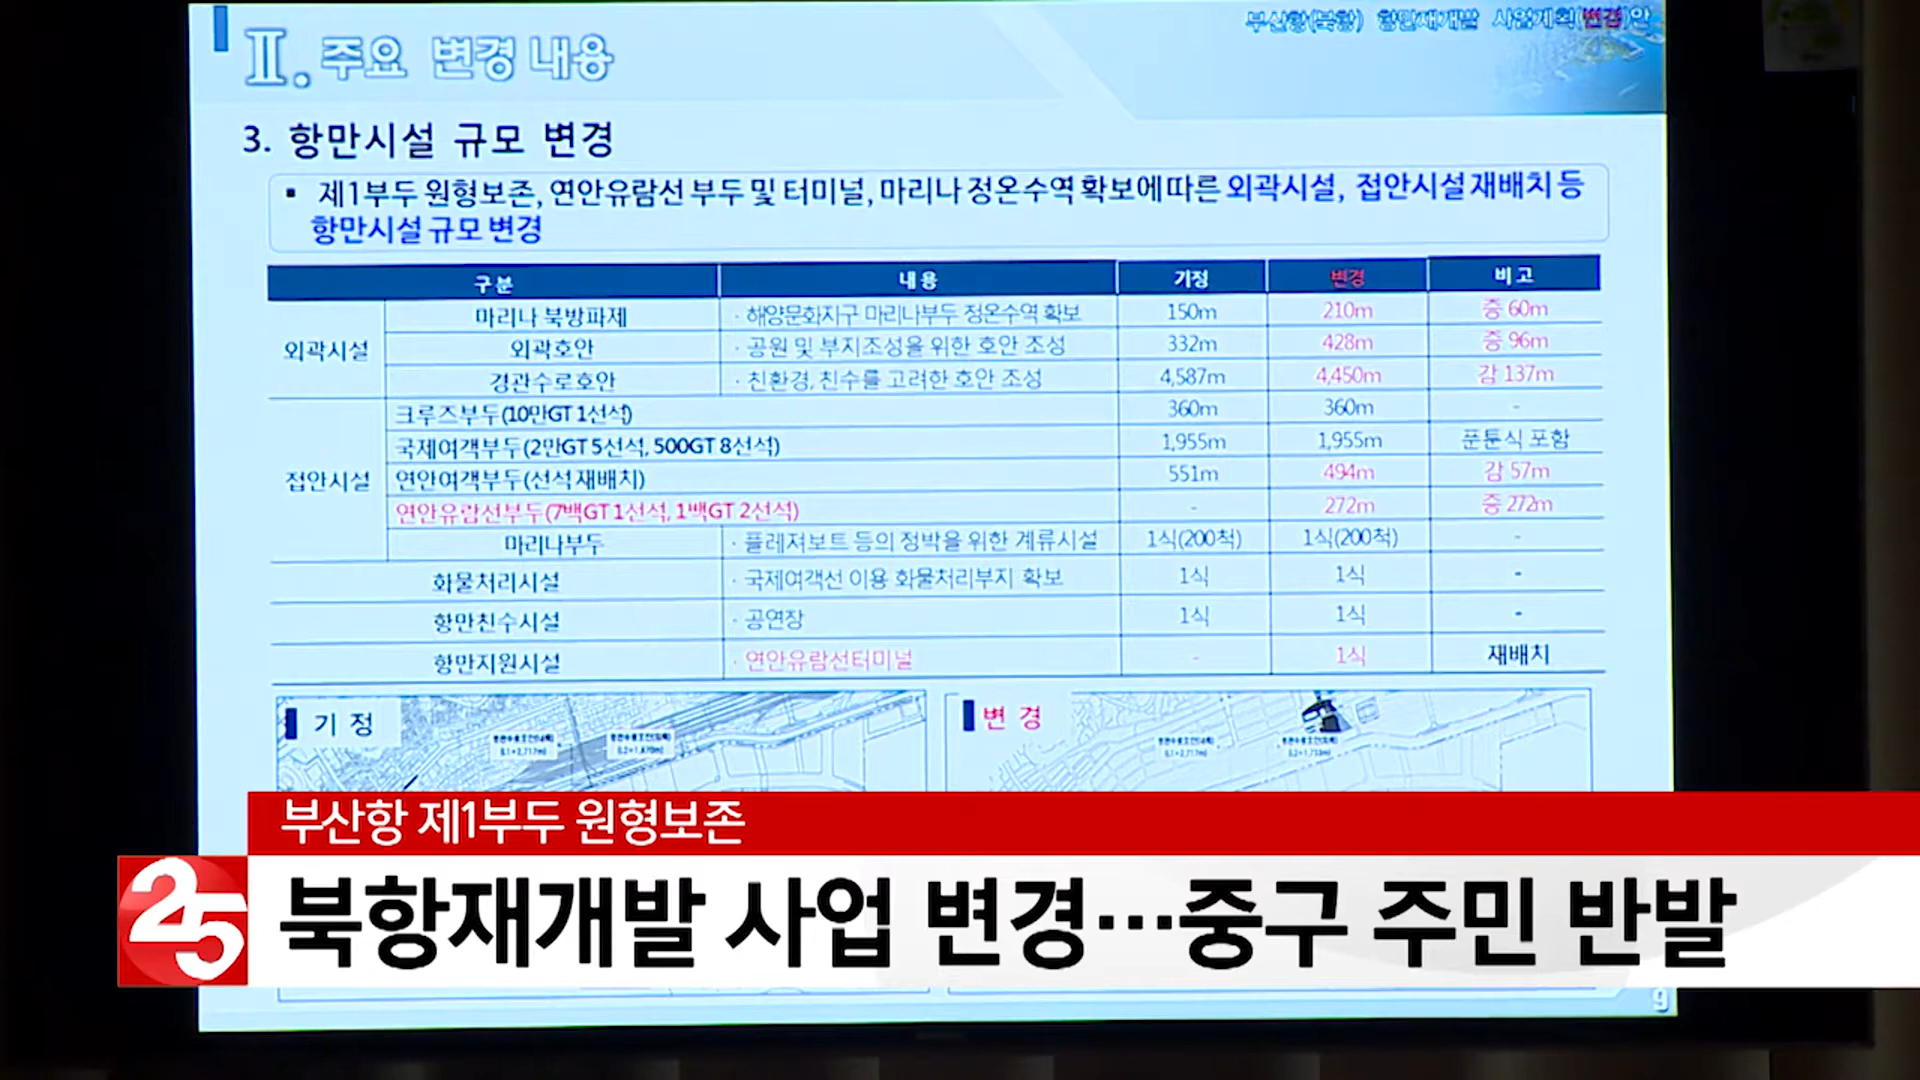 부산항(북항) 항만재개발 사업계획(변경)안
Ⅱ. 주요 변경 내용
3. 항만시설 규모 변경
▪ 제1부두 원형보존, 연안유람선 부두 및 터미널, 마리나 정온수역 확보에 따른 외곽시설, 접안시설 재배치 등
항만시설 규모 변경
구분 내용 기정 변경 비고
외곽시설 마리나 북방파제 · 해양문화지구 마리나부두 정온수역 확보 150m 210m 증 60m
외곽호안 · 공원 및 부지조성을 위한 호안 조성 332m 428m 증 96m
경관수로호안 · 친환경, 친수를 고려한 호안 조성 4,587m 4,450m 감 137m
접안시설 크루즈부두(10만GT 1선석) 360m 360m -
국제여객부두(2만GT 5선석, 500GT 8선석) 1,955m 1,955m 푼툰식 포함
연안여객부두(선석 재배치) 551m 494m 감 57m
연안유람선부두(7백GT 1선석, 1백GT 2선석) - 272m 증 272m
마리나부두 · 플레져보트 등의 정박을 위한 계류시설 1식(200척) 1식(200척) -
화물처리시설 · 국제여객선 이용 화물처리부지 확보 1식 1식 -
항만친수시설 · 공연장 1식 1식 -
항만지원시설 · 연안유람선터미널 - 1식 재배치
기 정
변 경
부산항 제1부두 원형보존
25
북항재개발 사업 변경…중구 주민 반발
9